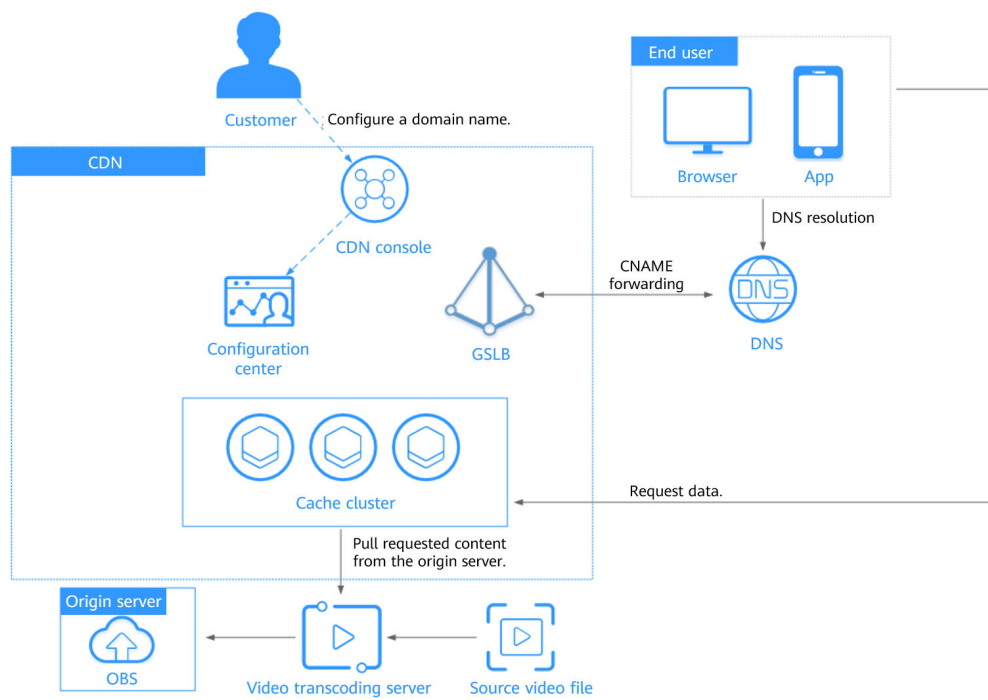 Customer
Configure a domain name.
End user
Browser
App
CDN
DNS resolution
CDN console
CNAME
forwarding
DNS
Configuration
center
GSLB
DNS
Cache cluster
Request data.
Pull requested content
from the origin server.
Origin server
OBS
Video transcoding server
Source video file